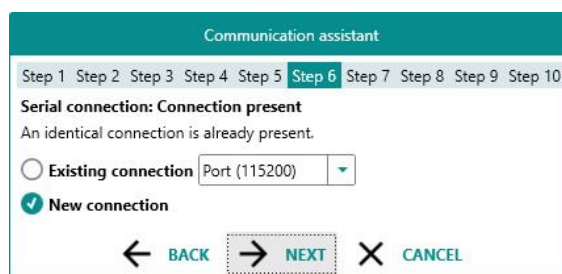 Communication assistant
Step 1 Step 2 Step 3 Step 4 Step 5 Step 6 Step 7 Step 8 Step 9 Step 10
Serial connection: Connection present
An identical connection is already present.
Existing connection Port (115200)
New connection
BACK NEXT CANCEL